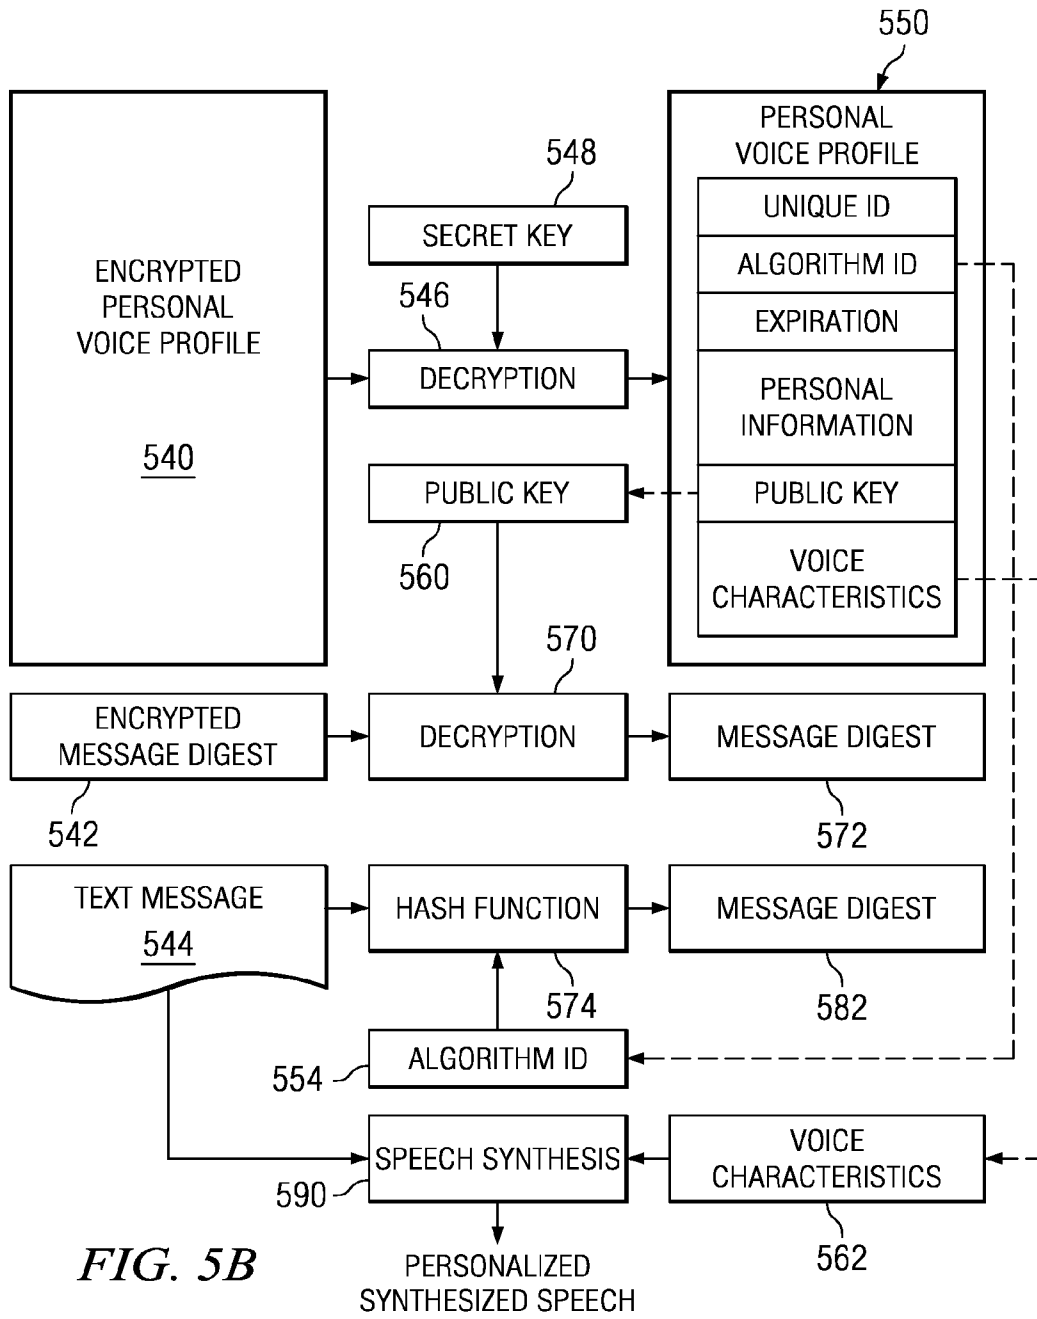 550
PERSONAL
VOICE PROFILE
UNIQUE ID
ALGORITHM ID
EXPIRATION
PERSONAL
INFORMATION
PUBLIC KEY
VOICE
CHARACTERISTICS
548
SECRET KEY
546
DECRYPTION
ENCRYPTED
PERSONAL
VOICE PROFILE
540
PUBLIC KEY
560
570
ENCRYPTED
MESSAGE DIGEST
542
DECRYPTION
MESSAGE DIGEST
572
TEXT MESSAGE
544
HASH FUNCTION
574
MESSAGE DIGEST
582
554
ALGORITHM ID
SPEECH SYNTHESIS
590
VOICE
CHARACTERISTICS
562
PERSONALIZED
SYNTHESIZED SPEECH
FIG. 5B